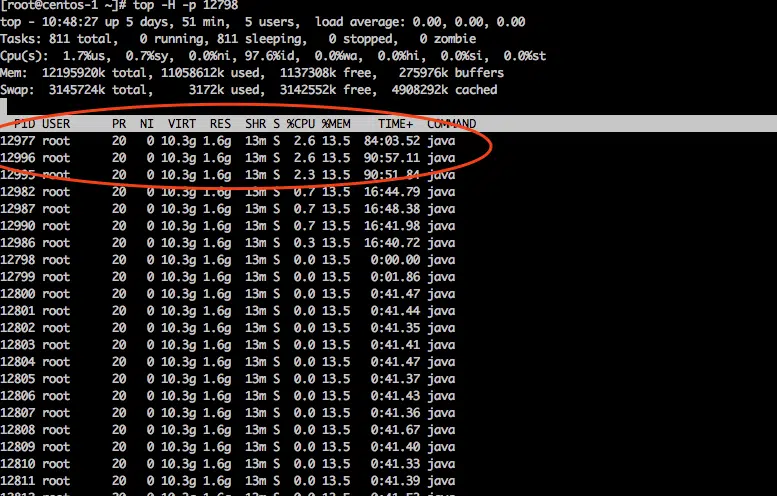 [root@centos-1 ~]# top -H -p 12798
top - 10:48:27 up 5 days, 51 min,  5 users,  load average: 0.00, 0.00, 0.00
Tasks: 811 total,   0 running, 811 sleeping,   0 stopped,   0 zombie
Cpu(s):  1.7%us,  0.7%sy,  0.0%ni, 97.6%id,  0.0%wa,  0.0%hi,  0.0%si,  0.0%st
Mem:  12195920k total, 11058612k used,  1137308k free,   275976k buffers
Swap:  3145724k total,     3172k used,  3142552k free,  4908292k cached
PID USER      PR  NI  VIRT  RES  SHR S %CPU %MEM    TIME+  COMMAND
12977 root      20   0 10.3g 1.6g  13m S  2.6 13.5  84:03.52 java
12996 root      20   0 10.3g 1.6g  13m S  2.6 13.5  90:57.11 java
12995 root      20   0 10.3g 1.6g  13m S  2.3 13.5  90:51.84 java
12982 root      20   0 10.3g 1.6g  13m S  0.7 13.5  16:44.79 java
12987 root      20   0 10.3g 1.6g  13m S  0.7 13.5  16:48.38 java
12990 root      20   0 10.3g 1.6g  13m S  0.7 13.5  16:41.98 java
12986 root      20   0 10.3g 1.6g  13m S  0.3 13.5  16:40.72 java
12798 root      20   0 10.3g 1.6g  13m S  0.0 13.5   0:00.00 java
12799 root      20   0 10.3g 1.6g  13m S  0.0 13.5   0:01.86 java
12800 root      20   0 10.3g 1.6g  13m S  0.0 13.5   0:41.47 java
12801 root      20   0 10.3g 1.6g  13m S  0.0 13.5   0:41.44 java
12802 root      20   0 10.3g 1.6g  13m S  0.0 13.5   0:41.35 java
12803 root      20   0 10.3g 1.6g  13m S  0.0 13.5   0:41.41 java
12804 root      20   0 10.3g 1.6g  13m S  0.0 13.5   0:41.47 java
12805 root      20   0 10.3g 1.6g  13m S  0.0 13.5   0:41.37 java
12806 root      20   0 10.3g 1.6g  13m S  0.0 13.5   0:41.43 java
12807 root      20   0 10.3g 1.6g  13m S  0.0 13.5   0:41.36 java
12808 root      20   0 10.3g 1.6g  13m S  0.0 13.5   0:41.67 java
12809 root      20   0 10.3g 1.6g  13m S  0.0 13.5   0:41.40 java
12810 root      20   0 10.3g 1.6g  13m S  0.0 13.5   0:41.33 java
12811 root      20   0 10.3g 1.6g  13m S  0.0 13.5   0:41.39 java